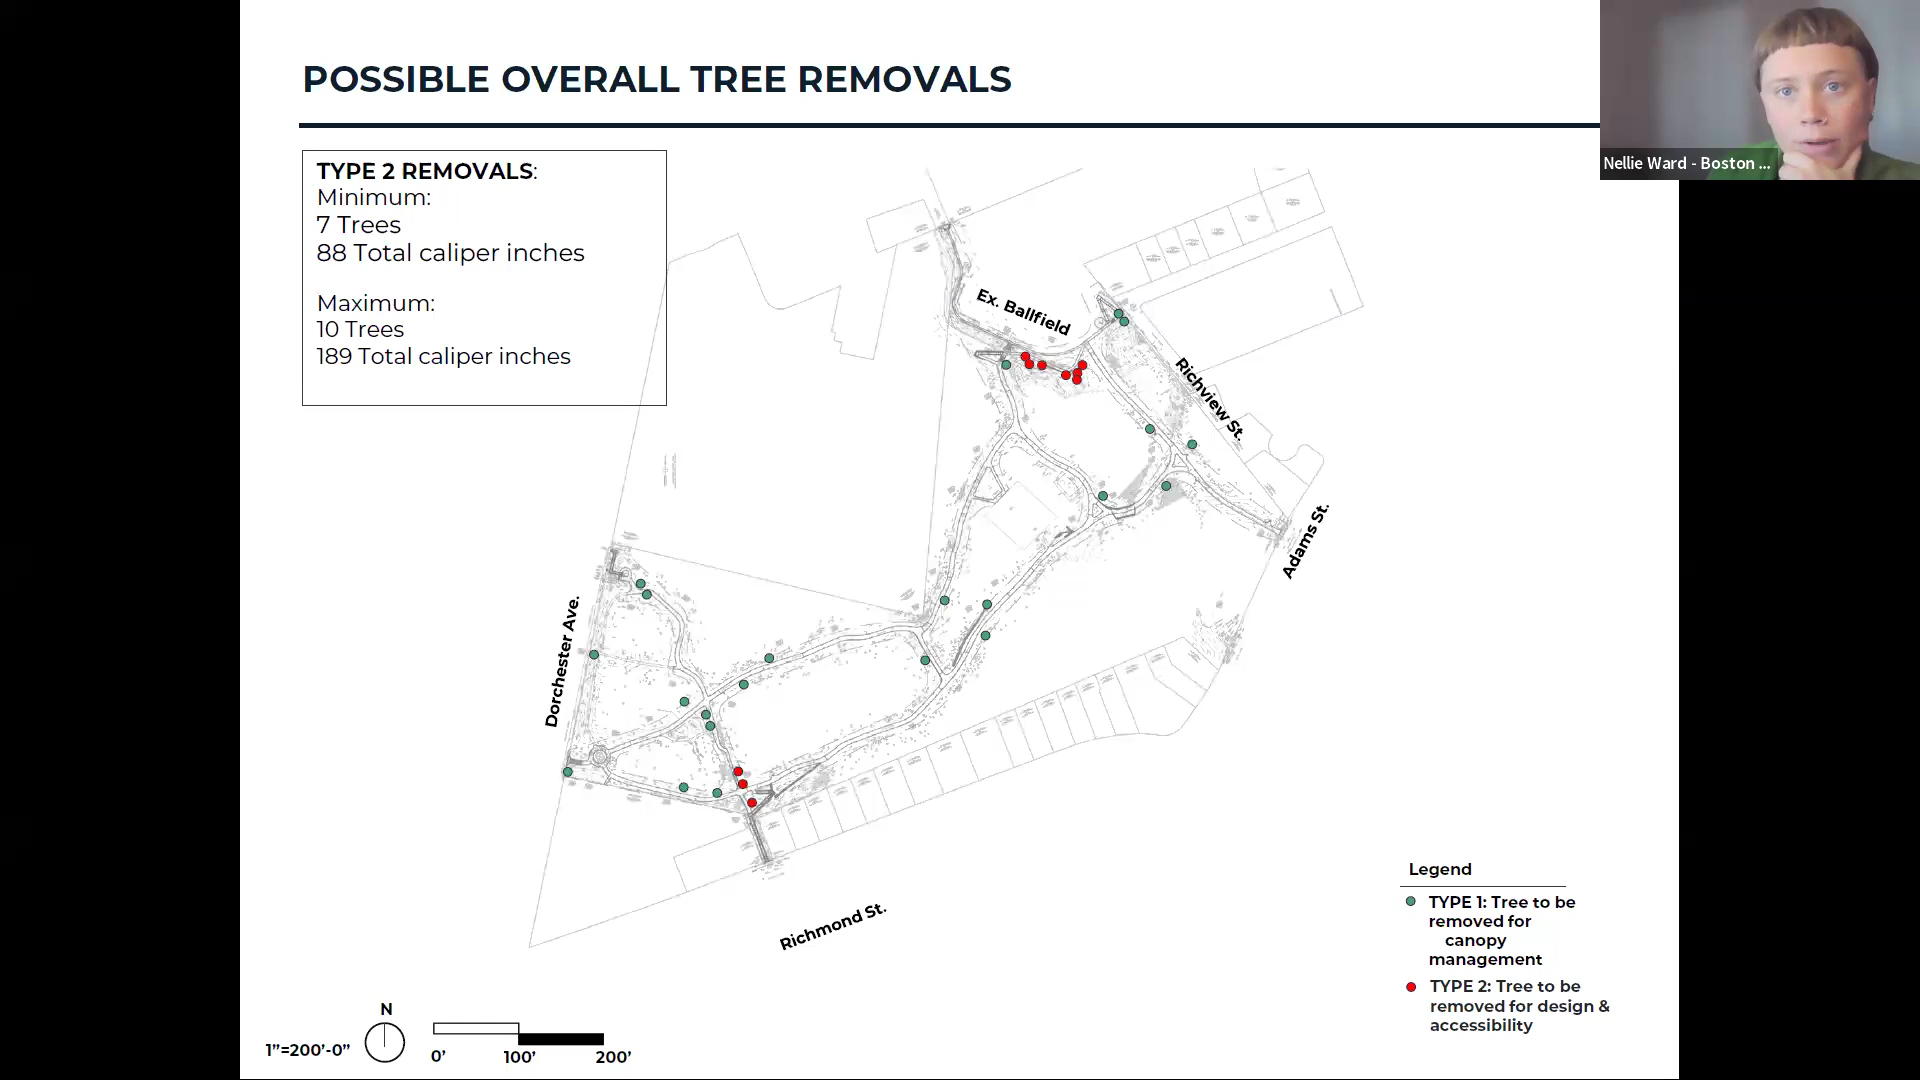 POSSIBLE OVERALL TREE REMOVALS
Nellie Ward - Boston ...
TYPE 2 REMOVALS:
Minimum:
7 Trees
88 Total caliper inches
Maximum:
10 Trees
189 Total caliper inches
Ex. Ballfield
Richview St.
Adams St.
Dorchester Ave.
Richmond St.
Legend
TYPE 1: Tree to be
removed for
canopy
management
TYPE 2: Tree to be
removed for design &
accessibility
N
1”=200’-0”
0’ 100’ 200’